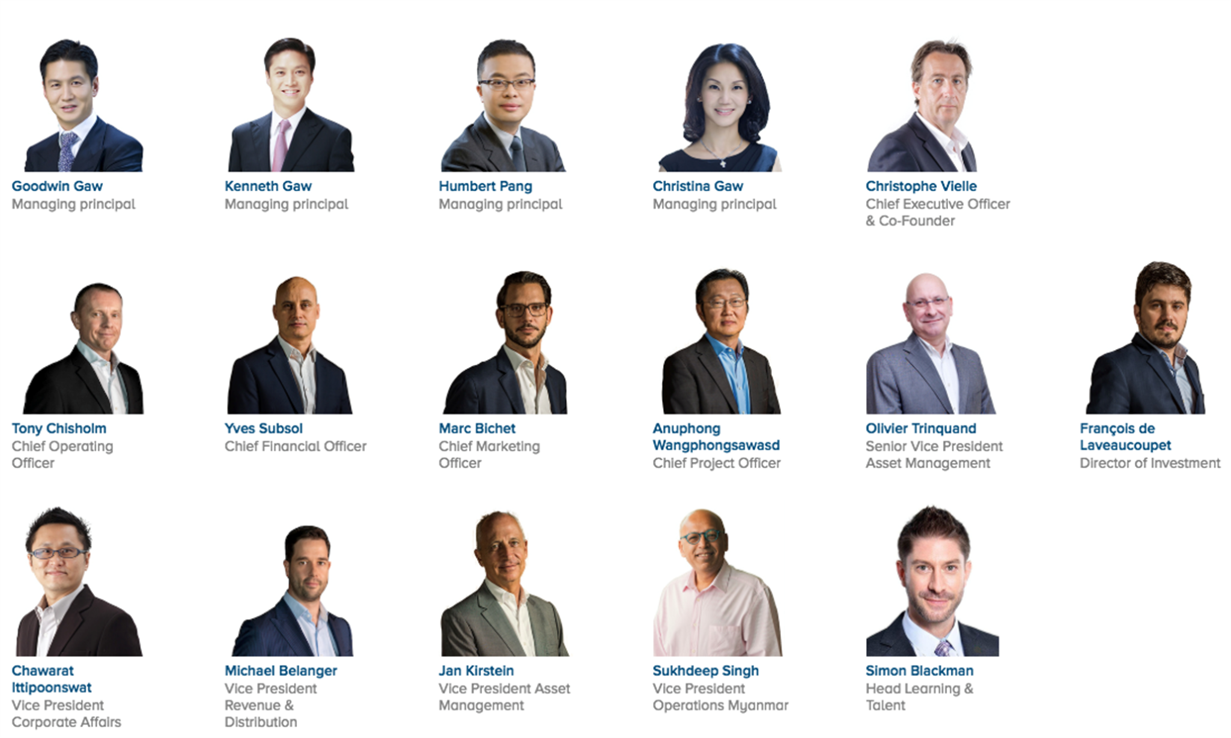 Goodwin Gaw
Managing principal
Kenneth Gaw
Managing principal
Humbert Pang
Managing principal
Christina Gaw
Managing principal
Christophe Vielle
Chief Executive Officer
& Co-Founder
Tony Chisholm
Chief Operating
Officer
Yves Subsol
Chief Financial Officer
Marc Bichet
Chief Marketing
Officer
Anuphong
Wangphongsawasd
Chief Project Officer
Olivier Trinquand
Senior Vice President
Asset Management
François de
Laveaucoupet
Director of Investment
Chawarat
Ittipoonswat
Vice President
Corporate Affairs
Michael Belanger
Vice President
Revenue &
Distribution
Jan Kirstein
Vice President Asset
Management
Sukhdeep Singh
Vice President
Operations Myanmar
Simon Blackman
Head Learning &
Talent